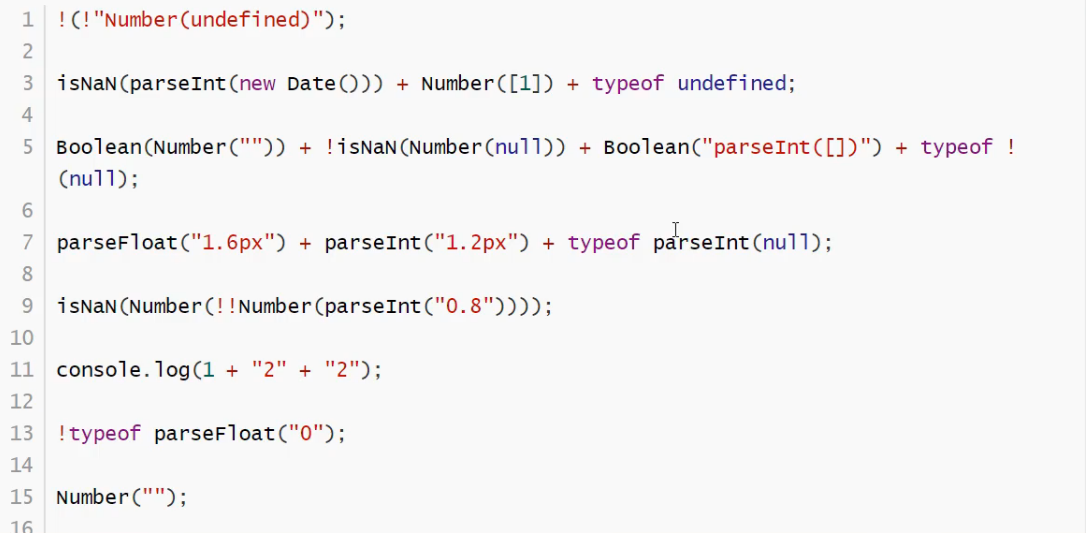 1 !(!"Number(undefined)");
2
3 isNaN(parseInt(new Date())) + Number([1]) + typeof undefined;
4
5 Boolean(Number("")) + !isNaN(Number(null)) + Boolean("parseInt([])") + typeof !
(null);
6
7 parseFloat("1.6px") + parseInt("1.2px") + typeof parseInt(null);
8
9 isNaN(Number(!!Number(parseInt("0.8"))));
10
11 console.log(1 + "2" + "2");
12
13 !typeof parseFloat("0");
14
15 Number("");
16